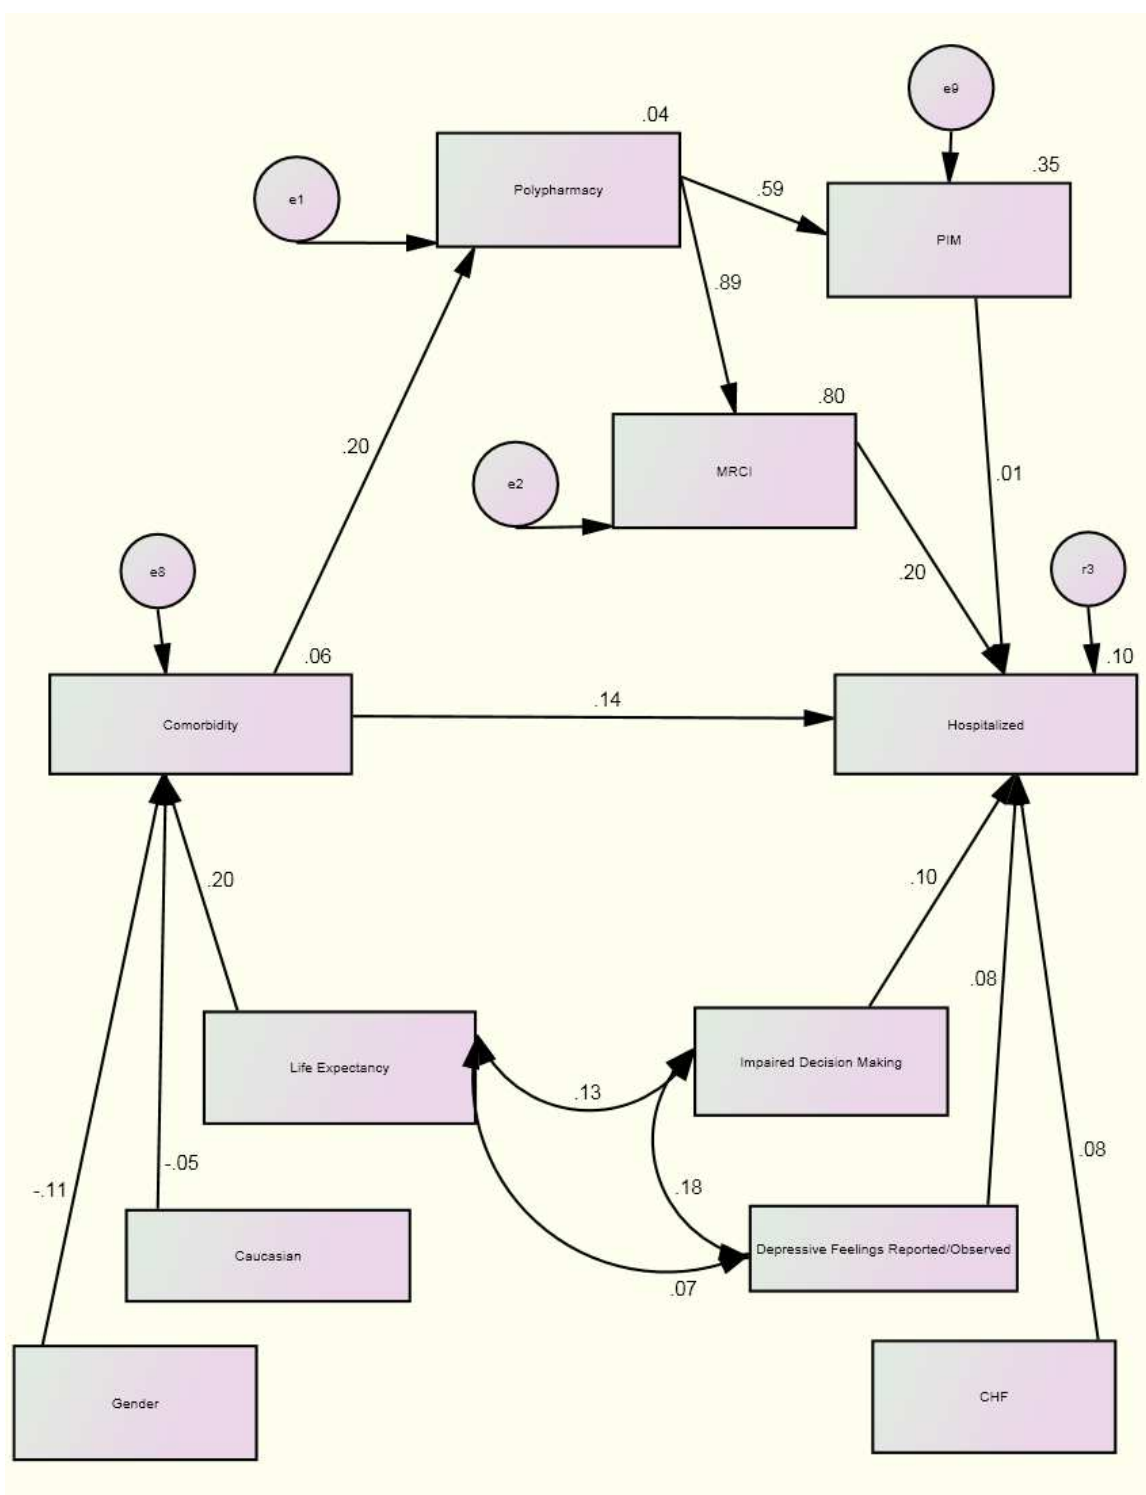 e9
.04
.35
e1
Polypharmacy
.59
PIM
.89
.80
.20
MRCI
.01
e2
.20
r3
e8
.06
.10
.14
Comorbidity
Hospitalized
.20
.10
.08
Life Expectancy
Impaired Decision Making
.13
.08
-.05
-.11
.18
Caucasian
Depressive Feelings Reported/Observed
.07
Gender
CHF